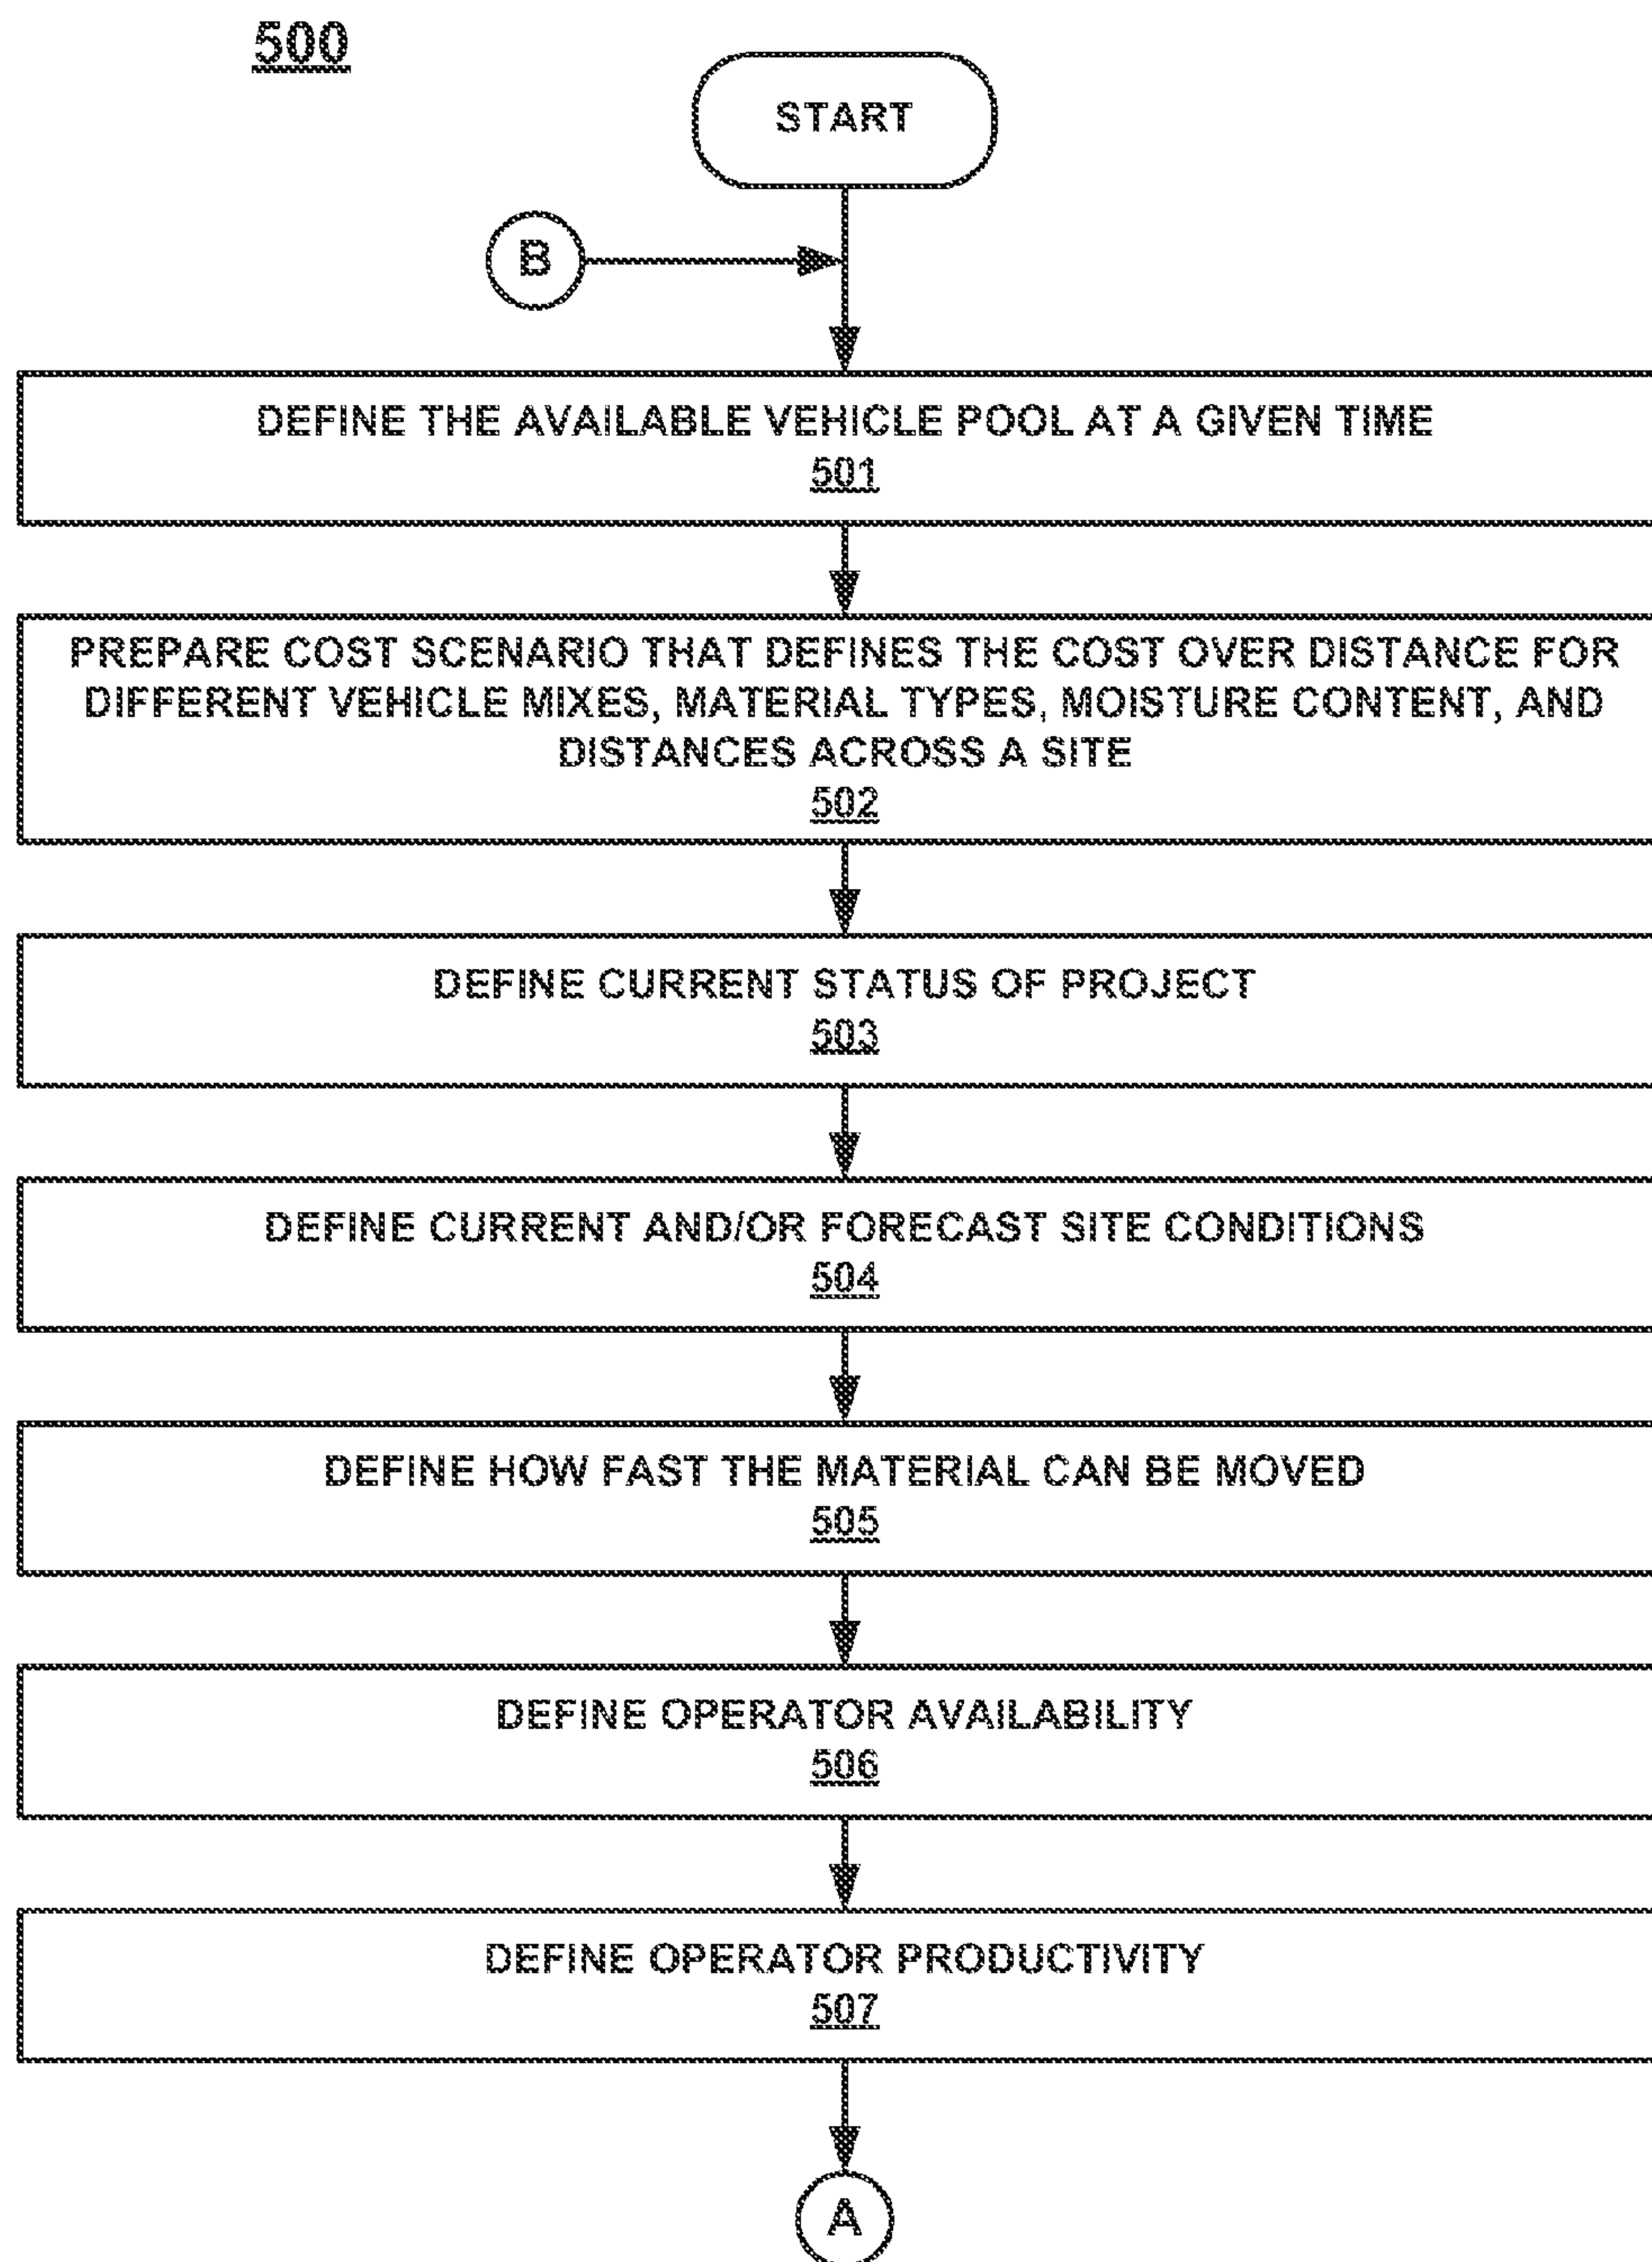 500
START
B
DEFINE THE AVAILABLE VEHICLE POOL AT A GIVEN TIME
501
PREPARE COST SCENARIO THAT DEFINES THE COST OVER DISTANCE FOR
DIFFERENT VEHICLE MIXES, MATERIAL TYPES, MOISTURE CONTENT, AND
DISTANCES ACROSS A SITE
502
DEFINE CURRENT STATUS OF PROJECT
503
DEFINE CURRENT AND/OR FORECAST SITE CONDITIONS
504
DEFINE HOW FAST THE MATERIAL CAN BE MOVED
505
DEFINE OPERATOR AVAILABILITY
506
DEFINE OPERATOR PRODUCTIVITY
507
A